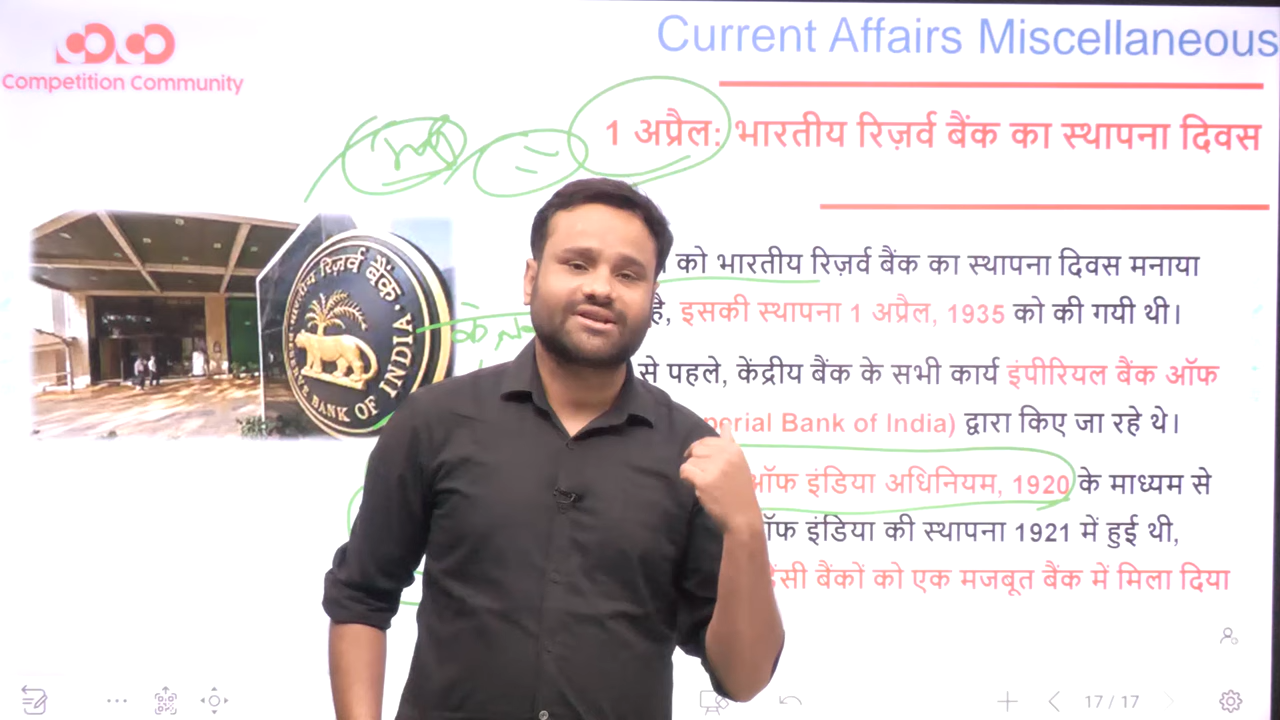 Current Affairs Miscellaneous
Competition Community
1 अप्रैल: भारतीय रिज़र्व बैंक का स्थापना दिवस
को भारतीय रिज़र्व बैंक का स्थापना दिवस मनाया
है, इसकी स्थापना 1 अप्रैल, 1935 को की गयी थी।
से पहले, केंद्रीय बैंक के सभी कार्य इंपीरियल बैंक ऑफ
Bank of India) द्वारा किए जा रहे थे।
ऑफ इंडिया अधिनियम, 1920 के माध्यम से
ऑफ इंडिया की स्थापना 1921 में हुई थी,
बैंकों को एक मजबूत बैंक में मिला दिया
भारतीय रिज़र्व बैंक
BANK OF INDIA
17 / 17